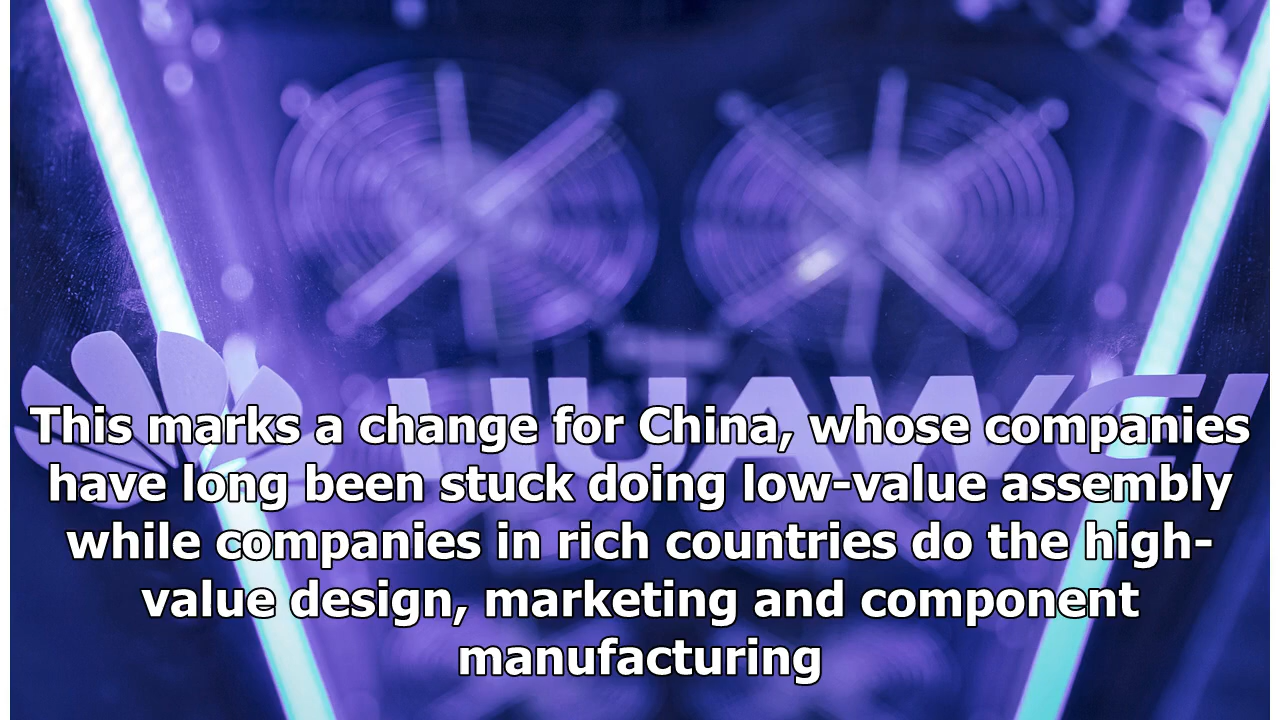 HUAWEI
This marks a change for China, whose companies
have long been stuck doing low-value assembly
while companies in rich countries do the high-
value design, marketing and component
manufacturing